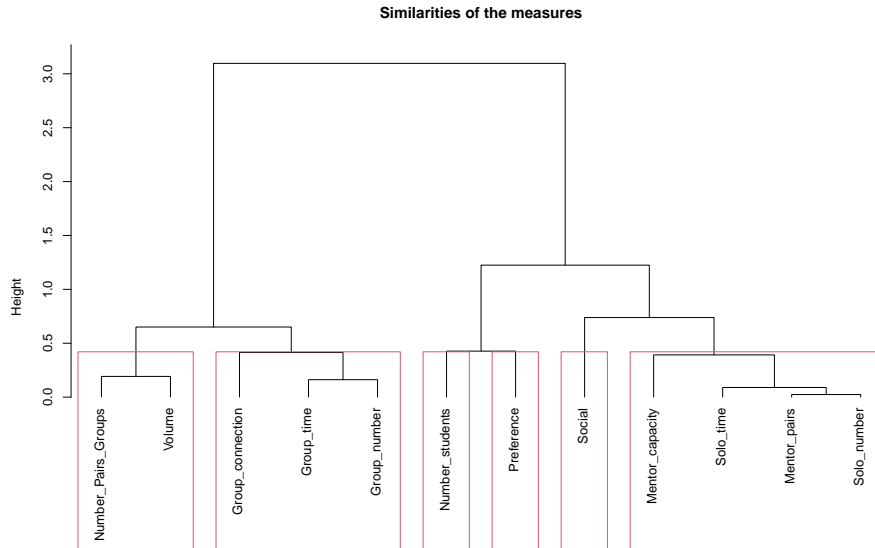 Similarities of the measures
Height
3.0
2.5
2.0
1.5
1.0
0.5
0.0
Number_Pairs_Groups
Volume
Group_connection
Group_time
Group_number
Number_students
Preference
Social
Mentor_capacity
Solo_time
Mentor_pairs
Solo_number